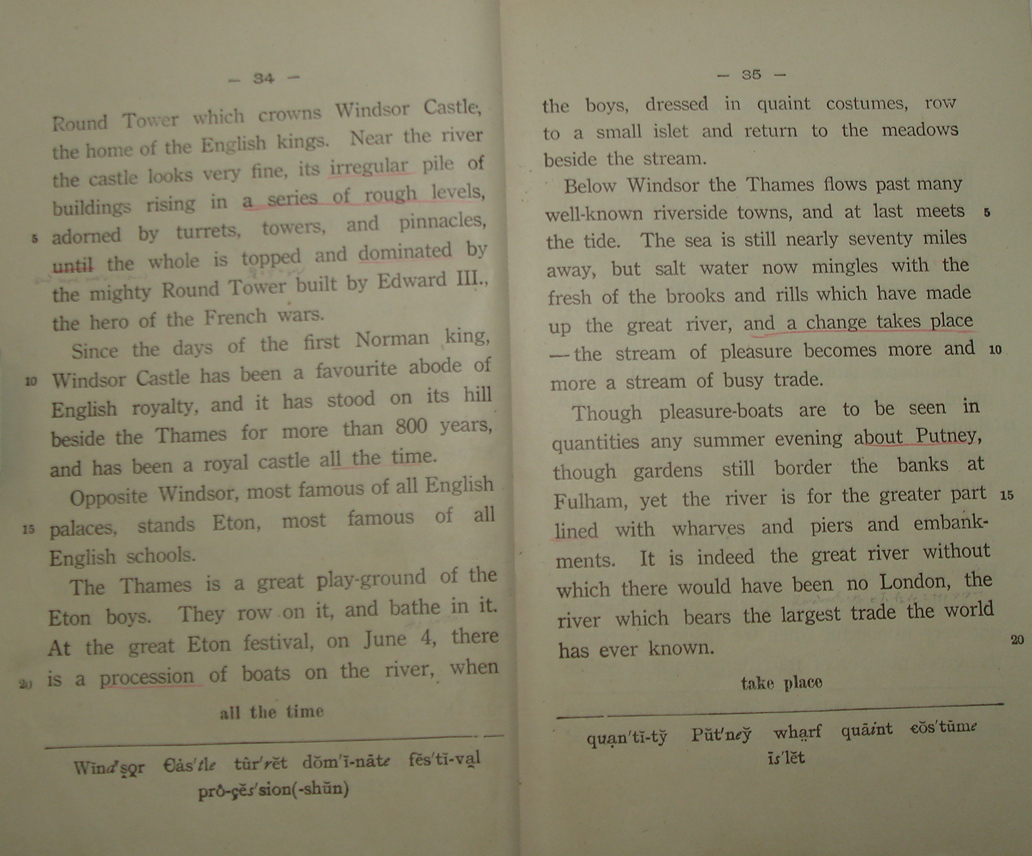 — 34 —
Round Tower which crowns Windsor Castle,
the home of the English kings. Near the river
the castle looks very fine, its irregular pile of
buildings rising in a series of rough levels,
5 adorned by turrets, towers, and pinnacles,
until the whole is topped and dominated by
the mighty Round Tower built by Edward III.,
the hero of the French wars.
Since the days of the first Norman king,
10 Windsor Castle has been a favourite abode of
English royalty, and it has stood on its hill
beside the Thames for more than 800 years,
and has been a royal castle all the time.
Opposite Windsor, most famous of all English
15 palaces, stands Eton, most famous of all
English schools.
The Thames is a great play-ground of the
Eton boys. They row on it, and bathe in it.
At the great Eton festival, on June 4, there
20 is a procession of boats on the river, when
all the time
Wind'ṣọr Єȧs'tle tûr'rĕt dŏm'ĭ-nāte fĕs'tĭ-vạl
prô-çĕs'sion(-shŭn)
— 35 —
the boys, dressed in quaint costumes, row
to a small islet and return to the meadows
beside the stream.
Below Windsor the Thames flows past many
well-known riverside towns, and at last meets 5
the tide. The sea is still nearly seventy miles
away, but salt water now mingles with the
fresh of the brooks and rills which have made
up the great river, and a change takes place
—the stream of pleasure becomes more and 10
more a stream of busy trade.
Though pleasure-boats are to be seen in
quantities any summer evening about Putney,
though gardens still border the banks at
Fulham, yet the river is for the greater part 15
lined with wharves and piers and embank-
ments. It is indeed the great river without
which there would have been no London, the
river which bears the largest trade the world
has ever known. 20
take place
quạn'tĭ-tў Pŭt'neў whạrf quāint єŏs'tūme
īs'lĕt